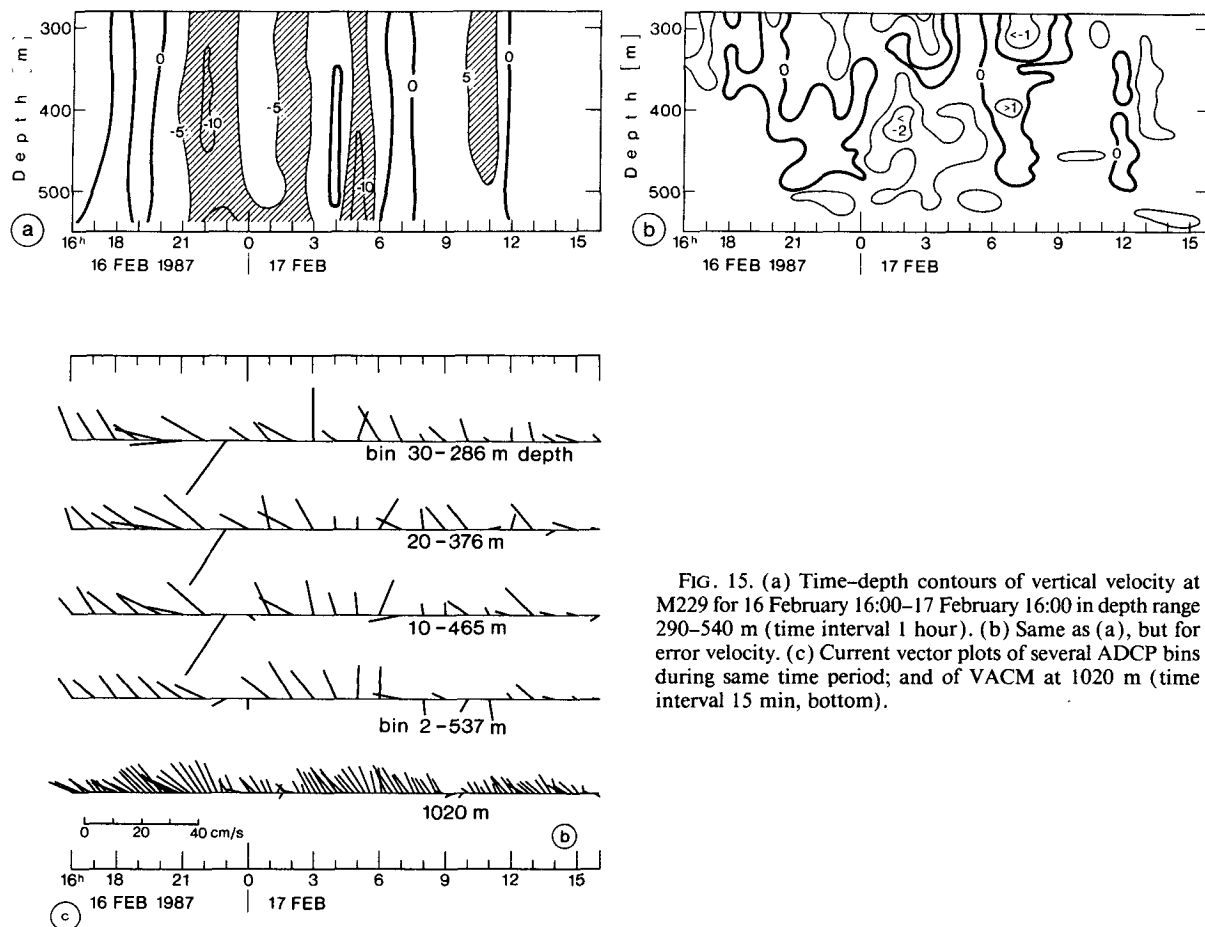 300
400
500
Depth [m]
0
0
0
5
-5
-5
-10
-10
a
16h 18 21 0 3 6 9 12 15
16 FEB 1987 | 17 FEB
300
400
500
Depth [m]
0
0
0
<-1
>1
< -2
b
16h 18 21 0 3 6 9 12 15
16 FEB 1987 | 17 FEB
bin 30-286 m depth
20-376 m
10-465 m
bin 2-537 m
1020 m
0 20 40 cm/s
b
16h 18 21 0 3 6 9 12 15
16 FEB 1987 | 17 FEB
c
FIG. 15. (a) Time–depth contours of vertical velocity at
M229 for 16 February 16:00–17 February 16:00 in depth range
290–540 m (time interval 1 hour). (b) Same as (a), but for
error velocity. (c) Current vector plots of several ADCP bins
during same time period; and of VACM at 1020 m (time
interval 15 min, bottom).